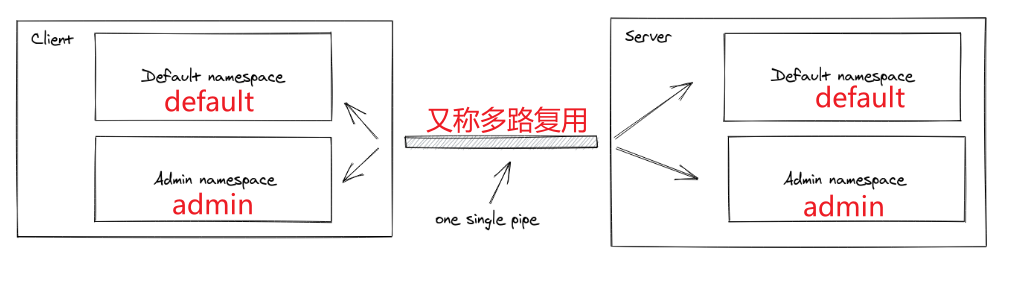 Client
Default namespace
default
Admin namespace
admin
又称多路复用
one single pipe
Server
Default namespace
default
Admin namespace
admin